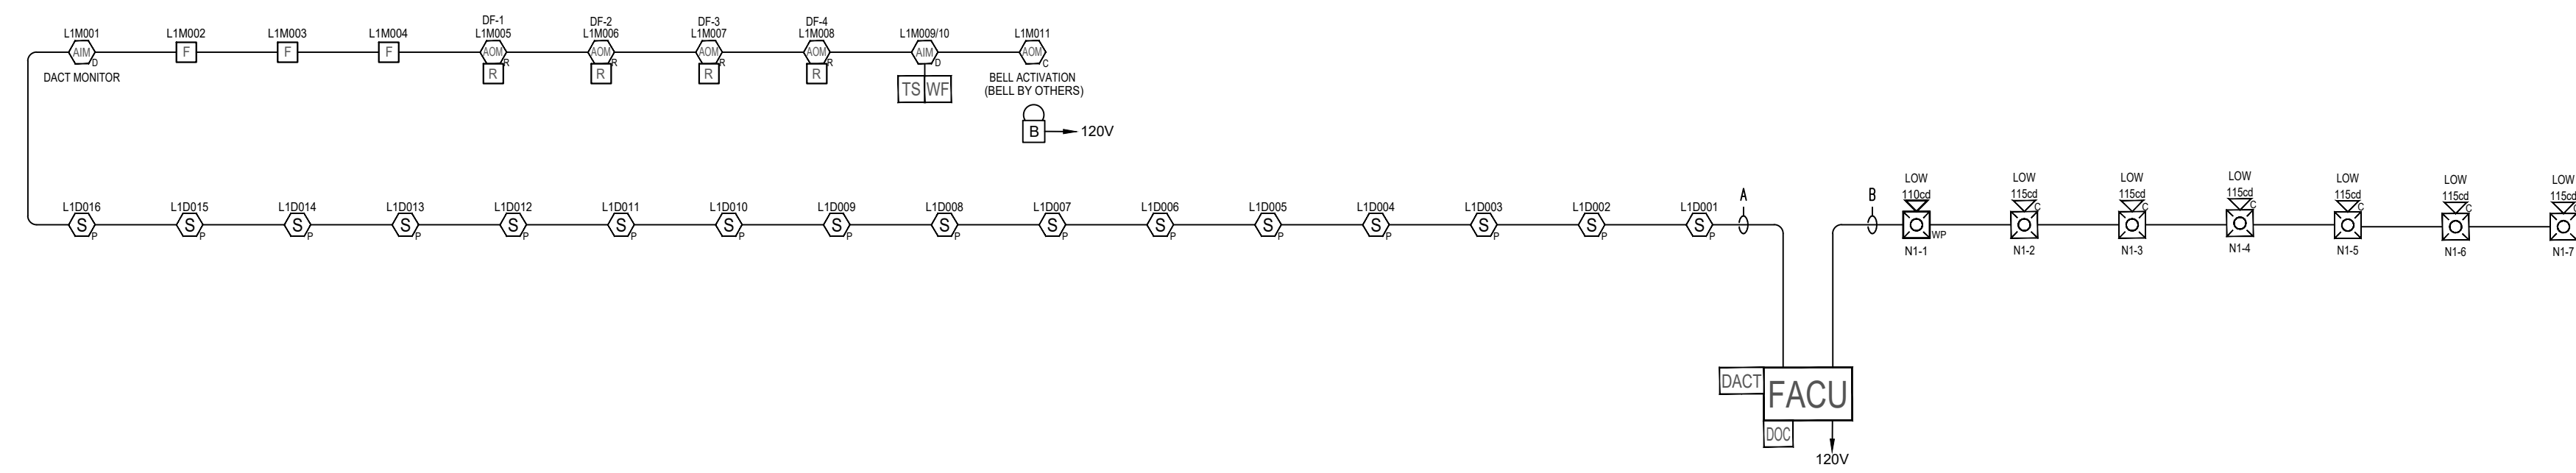 DF-1 DF-2 DF-3 DF-4
L1M001 L1M002 L1M003 L1M004 L1M005 L1M006 L1M007 L1M008 L1M009/10 L1M011
AIM F F F AOM AOM AOM AOM AIM AOM
D R R R R D C
R R R R
DACT MONITOR
TS WF
BELL ACTIVATION
(BELL BY OTHERS)
B 120V
L1D016 L1D015 L1D014 L1D013 L1D012 L1D011 L1D010 L1D009 L1D008 L1D007 L1D006 L1D005 L1D004 L1D003 L1D002 L1D001
S S S S S S S S S S S S S S S S
P P P P P P P P P P P P P P P P
A B
LOW LOW LOW LOW LOW LOW LOW
110cd 115cd 115cd 115cd 115cd 115cd 115cd
C C C C C C
WP
N1-1 N1-2 N1-3 N1-4 N1-5 N1-6 N1-7
DACT FACU
DOC
120V